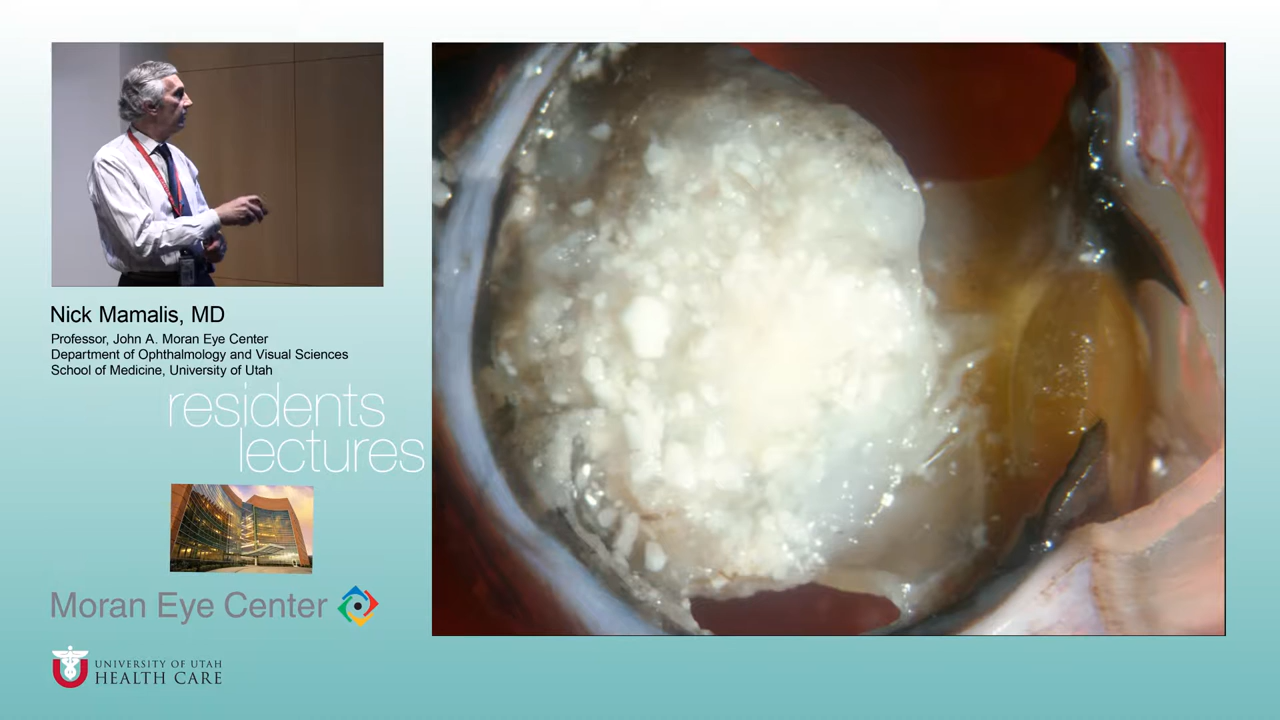 Nick Mamalis, MD
Professor, John A. Moran Eye Center
Department of Ophthalmology and Visual Sciences
School of Medicine, University of Utah
residents
lectures
Moran Eye Center
UNIVERSITY OF UTAH
HEALTH CARE